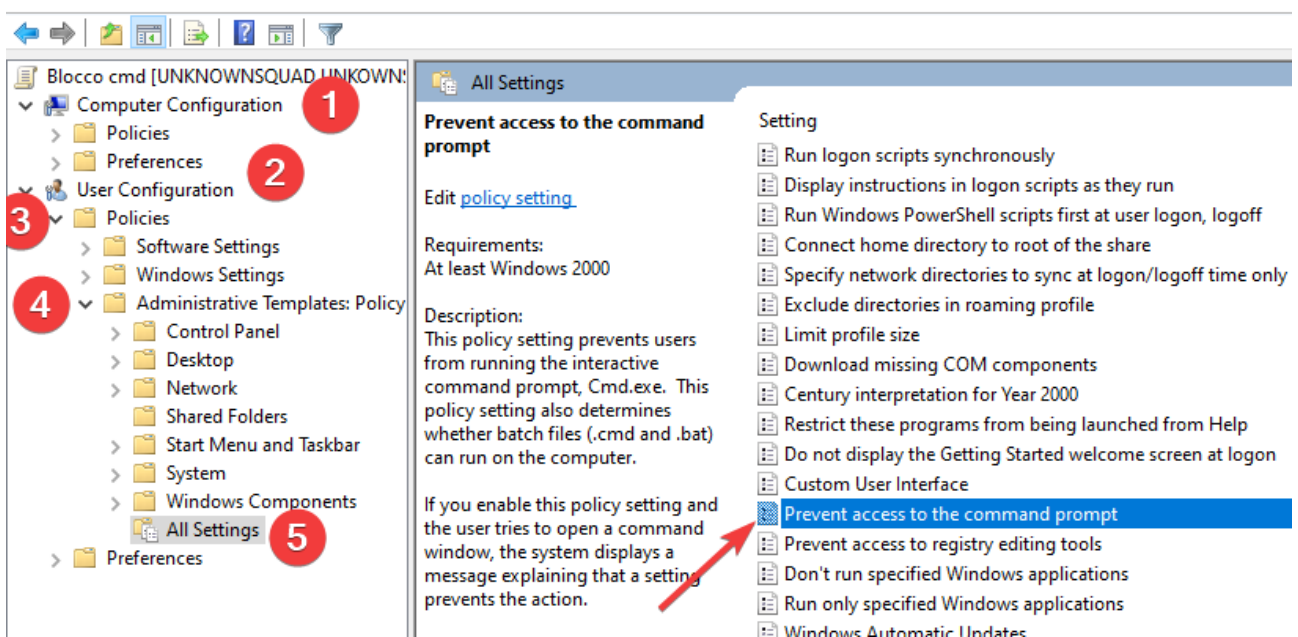 Blocco cmd [UNKNOWNSQUAD.UNKOWN
Computer Configuration
1
Policies
Preferences
2
User Configuration
3
Policies
Software Settings
Windows Settings
4
Administrative Templates: Policy
Control Panel
Desktop
Network
Shared Folders
Start Menu and Taskbar
System
Windows Components
All Settings
5
Preferences
All Settings
Prevent access to the command
prompt
Edit policy setting
Requirements:
At least Windows 2000
Description:
This policy setting prevents users
from running the interactive
command prompt, Cmd.exe. This
policy setting also determines
whether batch files (.cmd and .bat)
can run on the computer.
If you enable this policy setting and
the user tries to open a command
window, the system displays a
message explaining that a setting
prevents the action.
Setting
Run logon scripts synchronously
Display instructions in logon scripts as they run
Run Windows PowerShell scripts first at user logon, logoff
Connect home directory to root of the share
Specify network directories to sync at logon/logoff time only
Exclude directories in roaming profile
Limit profile size
Download missing COM components
Century interpretation for Year 2000
Restrict these programs from being launched from Help
Do not display the Getting Started welcome screen at logon
Custom User Interface
Prevent access to the command prompt
Prevent access to registry editing tools
Don't run specified Windows applications
Run only specified Windows applications
Windows Automatic Updates